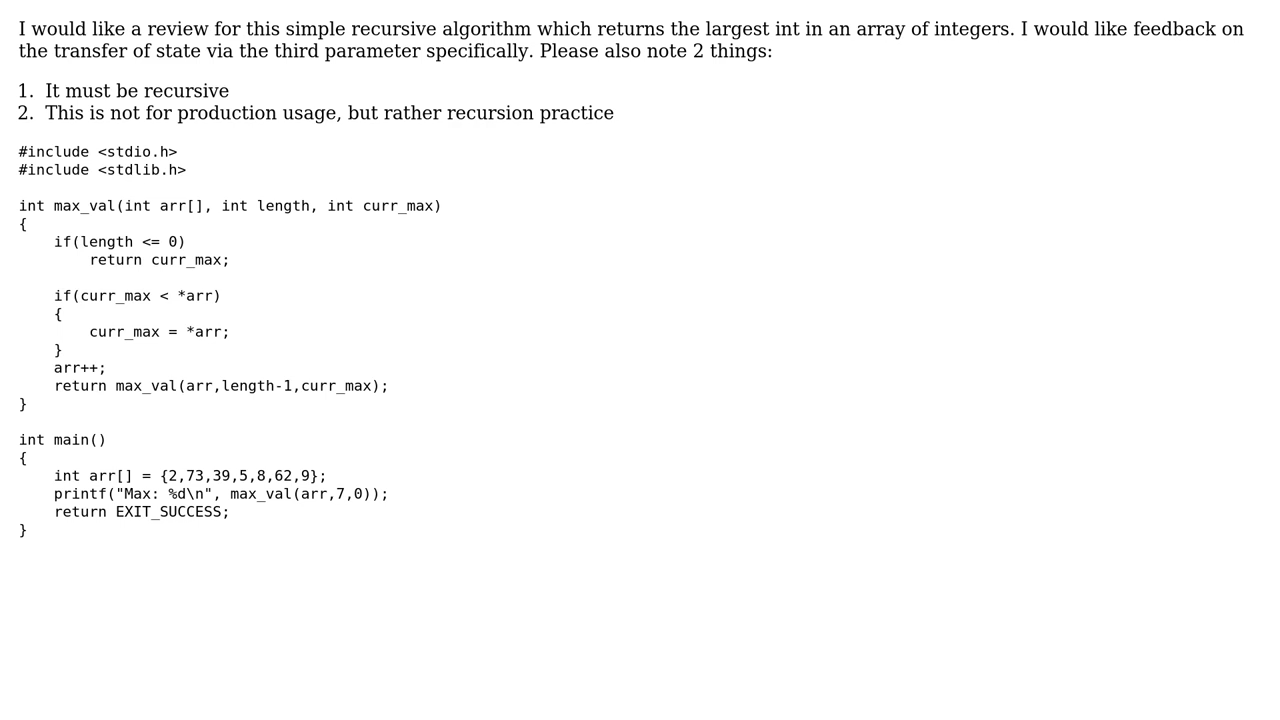 I would like a review for this simple recursive algorithm which returns the largest int in an array of integers. I would like feedback on
the transfer of state via the third parameter specifically. Please also note 2 things:
1. It must be recursive
2. This is not for production usage, but rather recursion practice
#include <stdio.h>
#include <stdlib.h>
int max_val(int arr[], int length, int curr_max)
{
    if(length <= 0)
        return curr_max;
    if(curr_max < *arr)
    {
        curr_max = *arr;
    }
    arr++;
    return max_val(arr,length-1,curr_max);
}
int main()
{
    int arr[] = {2,73,39,5,8,62,9};
    printf("Max: %d\n", max_val(arr,7,0));
    return EXIT_SUCCESS;
}